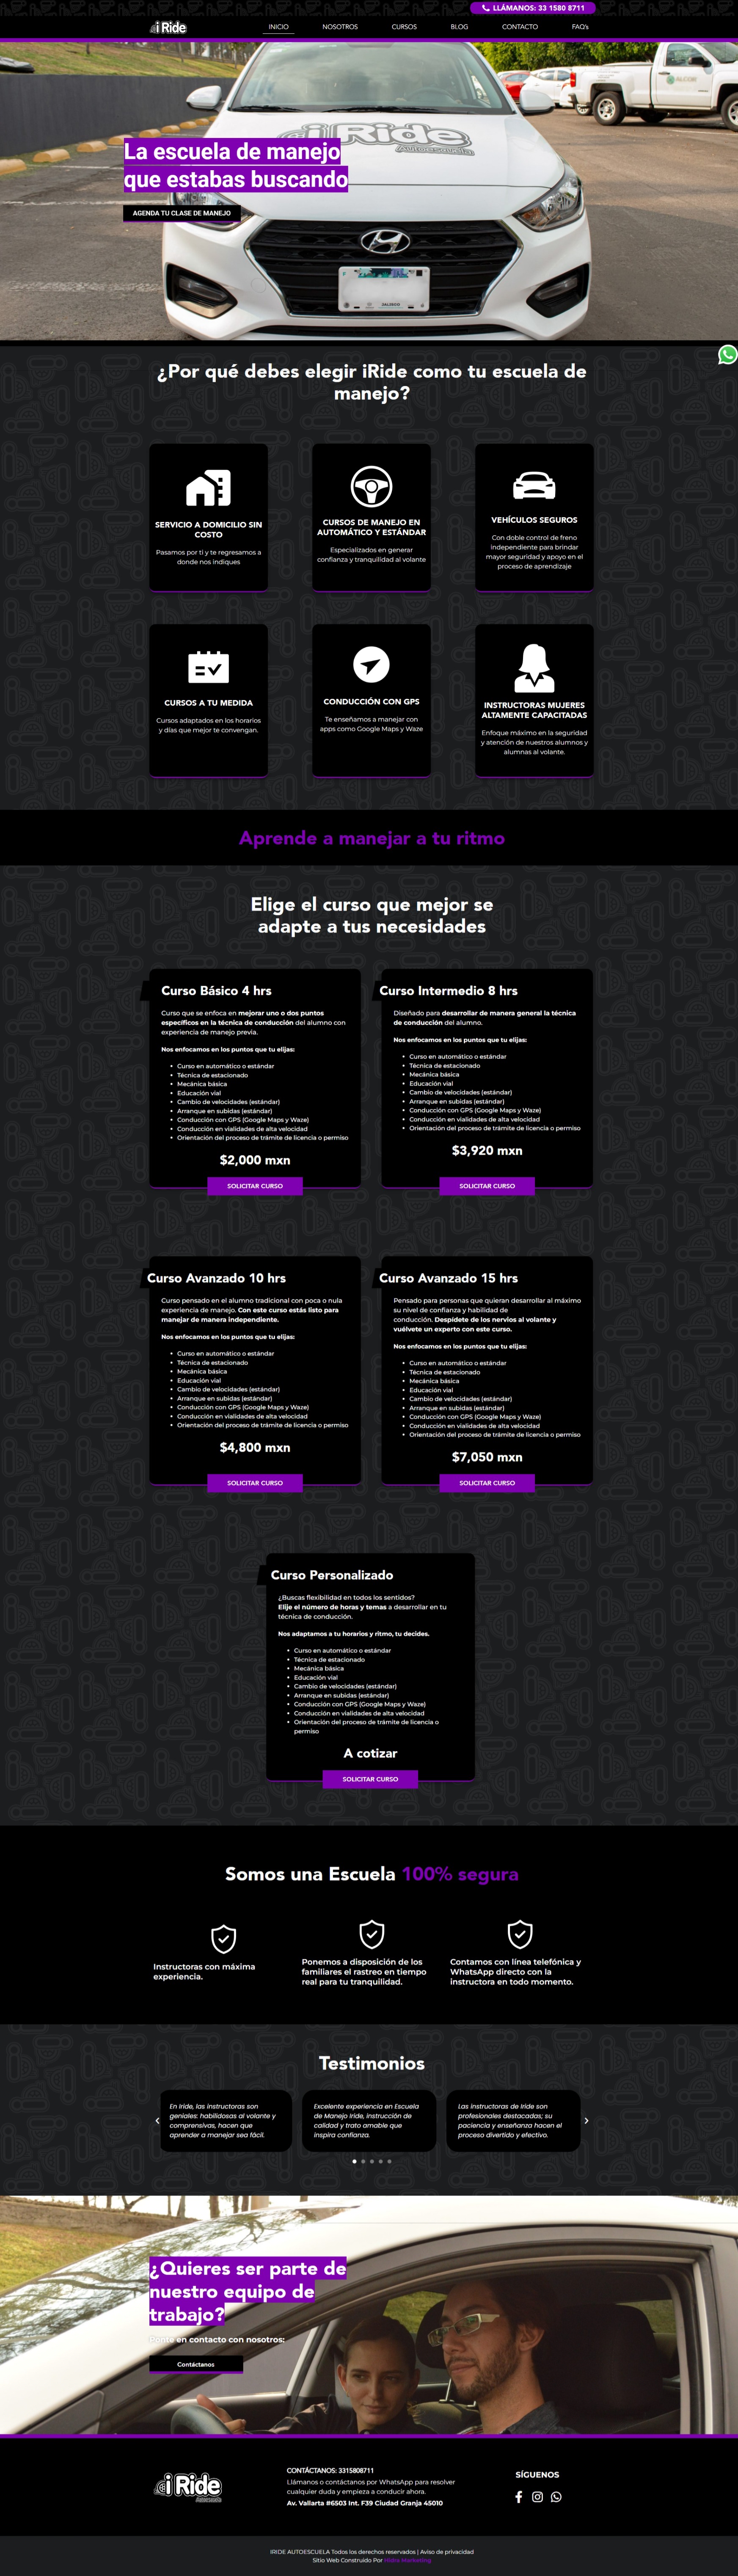 LLÁMANOS: 33 1580 8711
i Ride
INICIO
NOSOTROS
CURSOS
BLOG
CONTACTO
FAQ's
ALCOR
i Ride
Autoescuela
La escuela de manejo
que estabas buscando
AGENDA TU CLASE DE MANEJO
JALISCO
¿Por qué debes elegir iRide como tu escuela de
manejo?
SERVICIO A DOMICILIO SIN
COSTO
Pasamos por ti y te regresamos a
donde nos indiques
CURSOS DE MANEJO EN
AUTOMÁTICO Y ESTÁNDAR
Especializados en generar
confianza y tranquilidad al volante
VEHÍCULOS SEGUROS
Con doble control de freno
independiente para brindar
mayor seguridad y apoyo en el
proceso de aprendizaje
CURSOS A TU MEDIDA
Cursos adaptados en los horarios
y días que mejor te convengan.
CONDUCCIÓN CON GPS
Te enseñamos a manejar con
apps como Google Maps y Waze
INSTRUCTORAS MUJERES
ALTAMENTE CAPACITADAS
Enfoque máximo en la seguridad
y atención de nuestros alumnos y
alumnas al volante.
Aprende a manejar a tu ritmo
Elige el curso que mejor se
adapte a tus necesidades
Curso Básico 4 hrs
Curso que se enfoca en mejorar uno o dos puntos
específicos en la técnica de conducción del alumno con
experiencia de manejo previa.
Nos enfocamos en los puntos que tu elijas:
• Curso en automático o estándar
• Técnica de estacionado
• Mecánica básica
• Educación vial
• Cambio de velocidades (estándar)
• Arranque en subidas (estándar)
• Conducción con GPS (Google Maps y Waze)
• Conducción en vialidades de alta velocidad
• Orientación del proceso de trámite de licencia o permiso
$2,000 mxn
SOLICITAR CURSO
Curso Intermedio 8 hrs
Diseñado para desarrollar de manera general la técnica
de conducción del alumno.
Nos enfocamos en los puntos que tu elijas:
• Curso en automático o estándar
• Técnica de estacionado
• Mecánica básica
• Educación vial
• Cambio de velocidades (estándar)
• Arranque en subidas (estándar)
• Conducción con GPS (Google Maps y Waze)
• Conducción en vialidades de alta velocidad
• Orientación del proceso de trámite de licencia o permiso
$3,920 mxn
SOLICITAR CURSO
Curso Avanzado 10 hrs
Curso pensado en el alumno tradicional con poca o nula
experiencia de manejo. Con este curso estás listo para
manejar de manera independiente.
Nos enfocamos en los puntos que tu elijas:
• Curso en automático o estándar
• Técnica de estacionado
• Mecánica básica
• Educación vial
• Cambio de velocidades (estándar)
• Arranque en subidas (estándar)
• Conducción con GPS (Google Maps y Waze)
• Conducción en vialidades de alta velocidad
• Orientación del proceso de trámite de licencia o permiso
$4,800 mxn
SOLICITAR CURSO
Curso Avanzado 15 hrs
Pensado para personas que quieran desarrollar al máximo
su nivel de confianza y habilidad de
conducción. Despídete de los nervios al volante y
vuélvete un experto con este curso.
Nos enfocamos en los puntos que tu elijas:
• Curso en automático o estándar
• Técnica de estacionado
• Mecánica básica
• Educación vial
• Cambio de velocidades (estándar)
• Arranque en subidas (estándar)
• Conducción con GPS (Google Maps y Waze)
• Conducción en vialidades de alta velocidad
• Orientación del proceso de trámite de licencia o permiso
$7,050 mxn
SOLICITAR CURSO
Curso Personalizado
¿Buscas flexibilidad en todos los sentidos?
Elije el número de horas y temas a desarrollar en tu
técnica de conducción.
Nos adaptamos a tu horarios y ritmo, tu decides.
• Curso en automático o estándar
• Técnica de estacionado
• Mecánica básica
• Educación vial
• Cambio de velocidades (estándar)
• Arranque en subidas (estándar)
• Conducción con GPS (Google Maps y Waze)
• Conducción en vialidades de alta velocidad
• Orientación del proceso de trámite de licencia o
permiso
A cotizar
SOLICITAR CURSO
Somos una Escuela 100% segura
Instructoras con máxima
experiencia.
Ponemos a disposición de los
familiares el rastreo en tiempo
real para tu tranquilidad.
Contamos con línea telefónica y
WhatsApp directo con la
instructora en todo momento.
Testimonios
En Iride, las instructoras son
geniales: habilidosas al volante y
comprensivas, hacen que
aprender a manejar sea fácil.
Excelente experiencia en Escuela
de Manejo Iride, instrucción de
calidad y trato amable que
inspira confianza.
Las instructoras de Iride son
profesionales destacadas; su
paciencia y enseñanza hacen el
proceso divertido y efectivo.
¿Quieres ser parte de
nuestro equipo de
trabajo?
Ponte en contacto con nosotros:
Contáctanos
i Ride
Autoescuela
CONTÁCTANOS: 3315808711
Llámanos o contáctanos por WhatsApp para resolver
cualquier duda y empieza a conducir ahora.
Av. Vallarta #6503 Int. F39 Ciudad Granja 45010
SÍGUENOS
IRIDE AUTOESCUELA Todos los derechos reservados | Aviso de privacidad
Sitio Web Construido Por